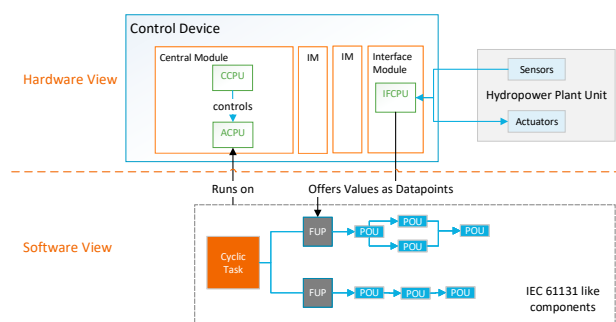 Control Device
Hardware View
Central Module
CCPU
controls
ACPU
IM
IM
Interface
Module
IFCPU
Sensors
Hydropower Plant Unit
Actuators
Runs on
Offers Values as Datapoints
Software View
Cyclic
Task
FUP
POU
POU
POU
POU
FUP
POU
POU
POU
POU
IEC 61131 like
components